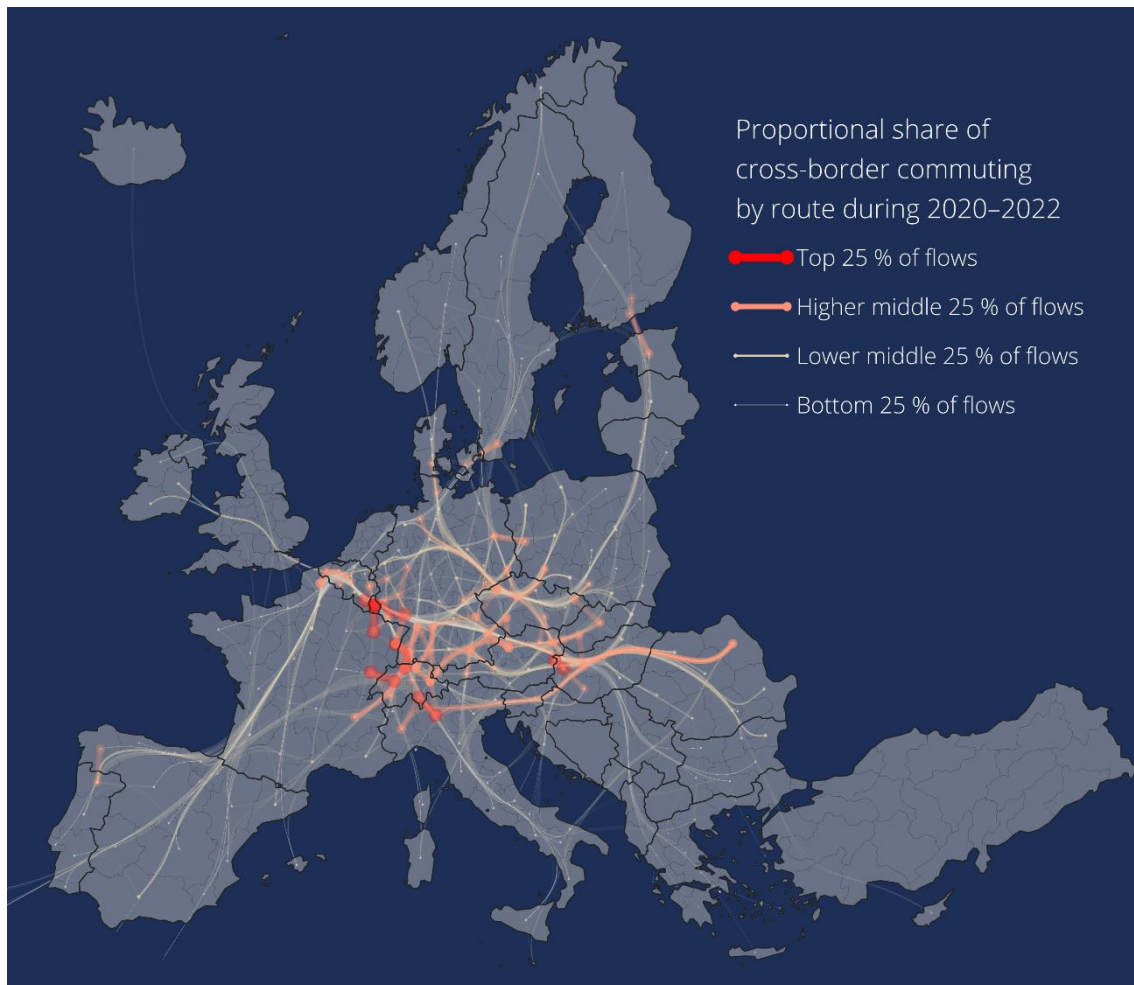 Proportional share of
cross-border commuting
by route during 2020–2022
Top 25 % of flows
Higher middle 25 % of flows
Lower middle 25 % of flows
Bottom 25 % of flows